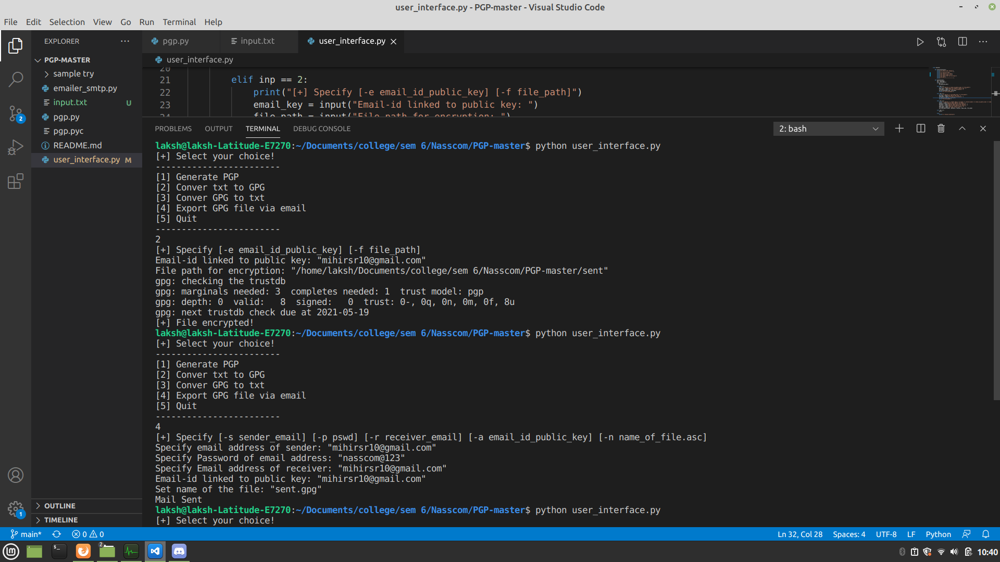 user_interface.py - PGP-master - Visual Studio Code
File Edit Selection View Go Run Terminal Help
EXPLORER ···
pgp.py
input.txt
user_interface.py
PGP-MASTER
sample try
emailer_smtp.py
input.txt U
pgp.py
pgp.pyc
README.md
user_interface.py M
OUTLINE
TIMELINE
2
1
user_interface.py
20
21 elif inp == 2:
22 print("[+] Specify [-e email_id_public_key] [-f file_path]")
23 email_key = input("Email-id linked to public key: ")
24 file_path = input("File path for encryption: ")
PROBLEMS OUTPUT TERMINAL DEBUG CONSOLE
2: bash
laksh@laksh-Latitude-E7270:~/Documents/college/sem 6/Nasscom/PGP-master$ python user_interface.py
[+] Select your choice!
------------------------
[1] Generate PGP
[2] Conver txt to GPG
[3] Conver GPG to txt
[4] Export GPG file via email
[5] Quit
------------------------
2
[+] Specify [-e email_id_public_key] [-f file_path]
Email-id linked to public key: "mihirsr10@gmail.com"
File path for encryption: "/home/laksh/Documents/college/sem 6/Nasscom/PGP-master/sent"
gpg: checking the trustdb
gpg: marginals needed: 3  completes needed: 1  trust model: pgp
gpg: depth: 0  valid:   8  signed:   0  trust: 0-, 0q, 0n, 0m, 0f, 8u
gpg: next trustdb check due at 2021-05-19
[+] File encrypted!
laksh@laksh-Latitude-E7270:~/Documents/college/sem 6/Nasscom/PGP-master$ python user_interface.py
[+] Select your choice!
------------------------
[1] Generate PGP
[2] Conver txt to GPG
[3] Conver GPG to txt
[4] Export GPG file via email
[5] Quit
------------------------
4
[+] Specify [-s sender_email] [-p pswd] [-r receiver_email] [-a email_id_public_key] [-n name_of_file.asc]
Specify email address of sender: "mihirsr10@gmail.com"
Specify Password of email address: "nasscom@123"
Specify Email address of receiver: "mihirsr10@gmail.com"
Email-id linked to public key: "mihirsr10@gmail.com"
Set name of the file: "sent.gpg"
Mail Sent
laksh@laksh-Latitude-E7270:~/Documents/college/sem 6/Nasscom/PGP-master$ python user_interface.py
[+] Select your choice!
main* 0 0
Ln 32, Col 28 Spaces: 4 UTF-8 LF Python
2
10:40